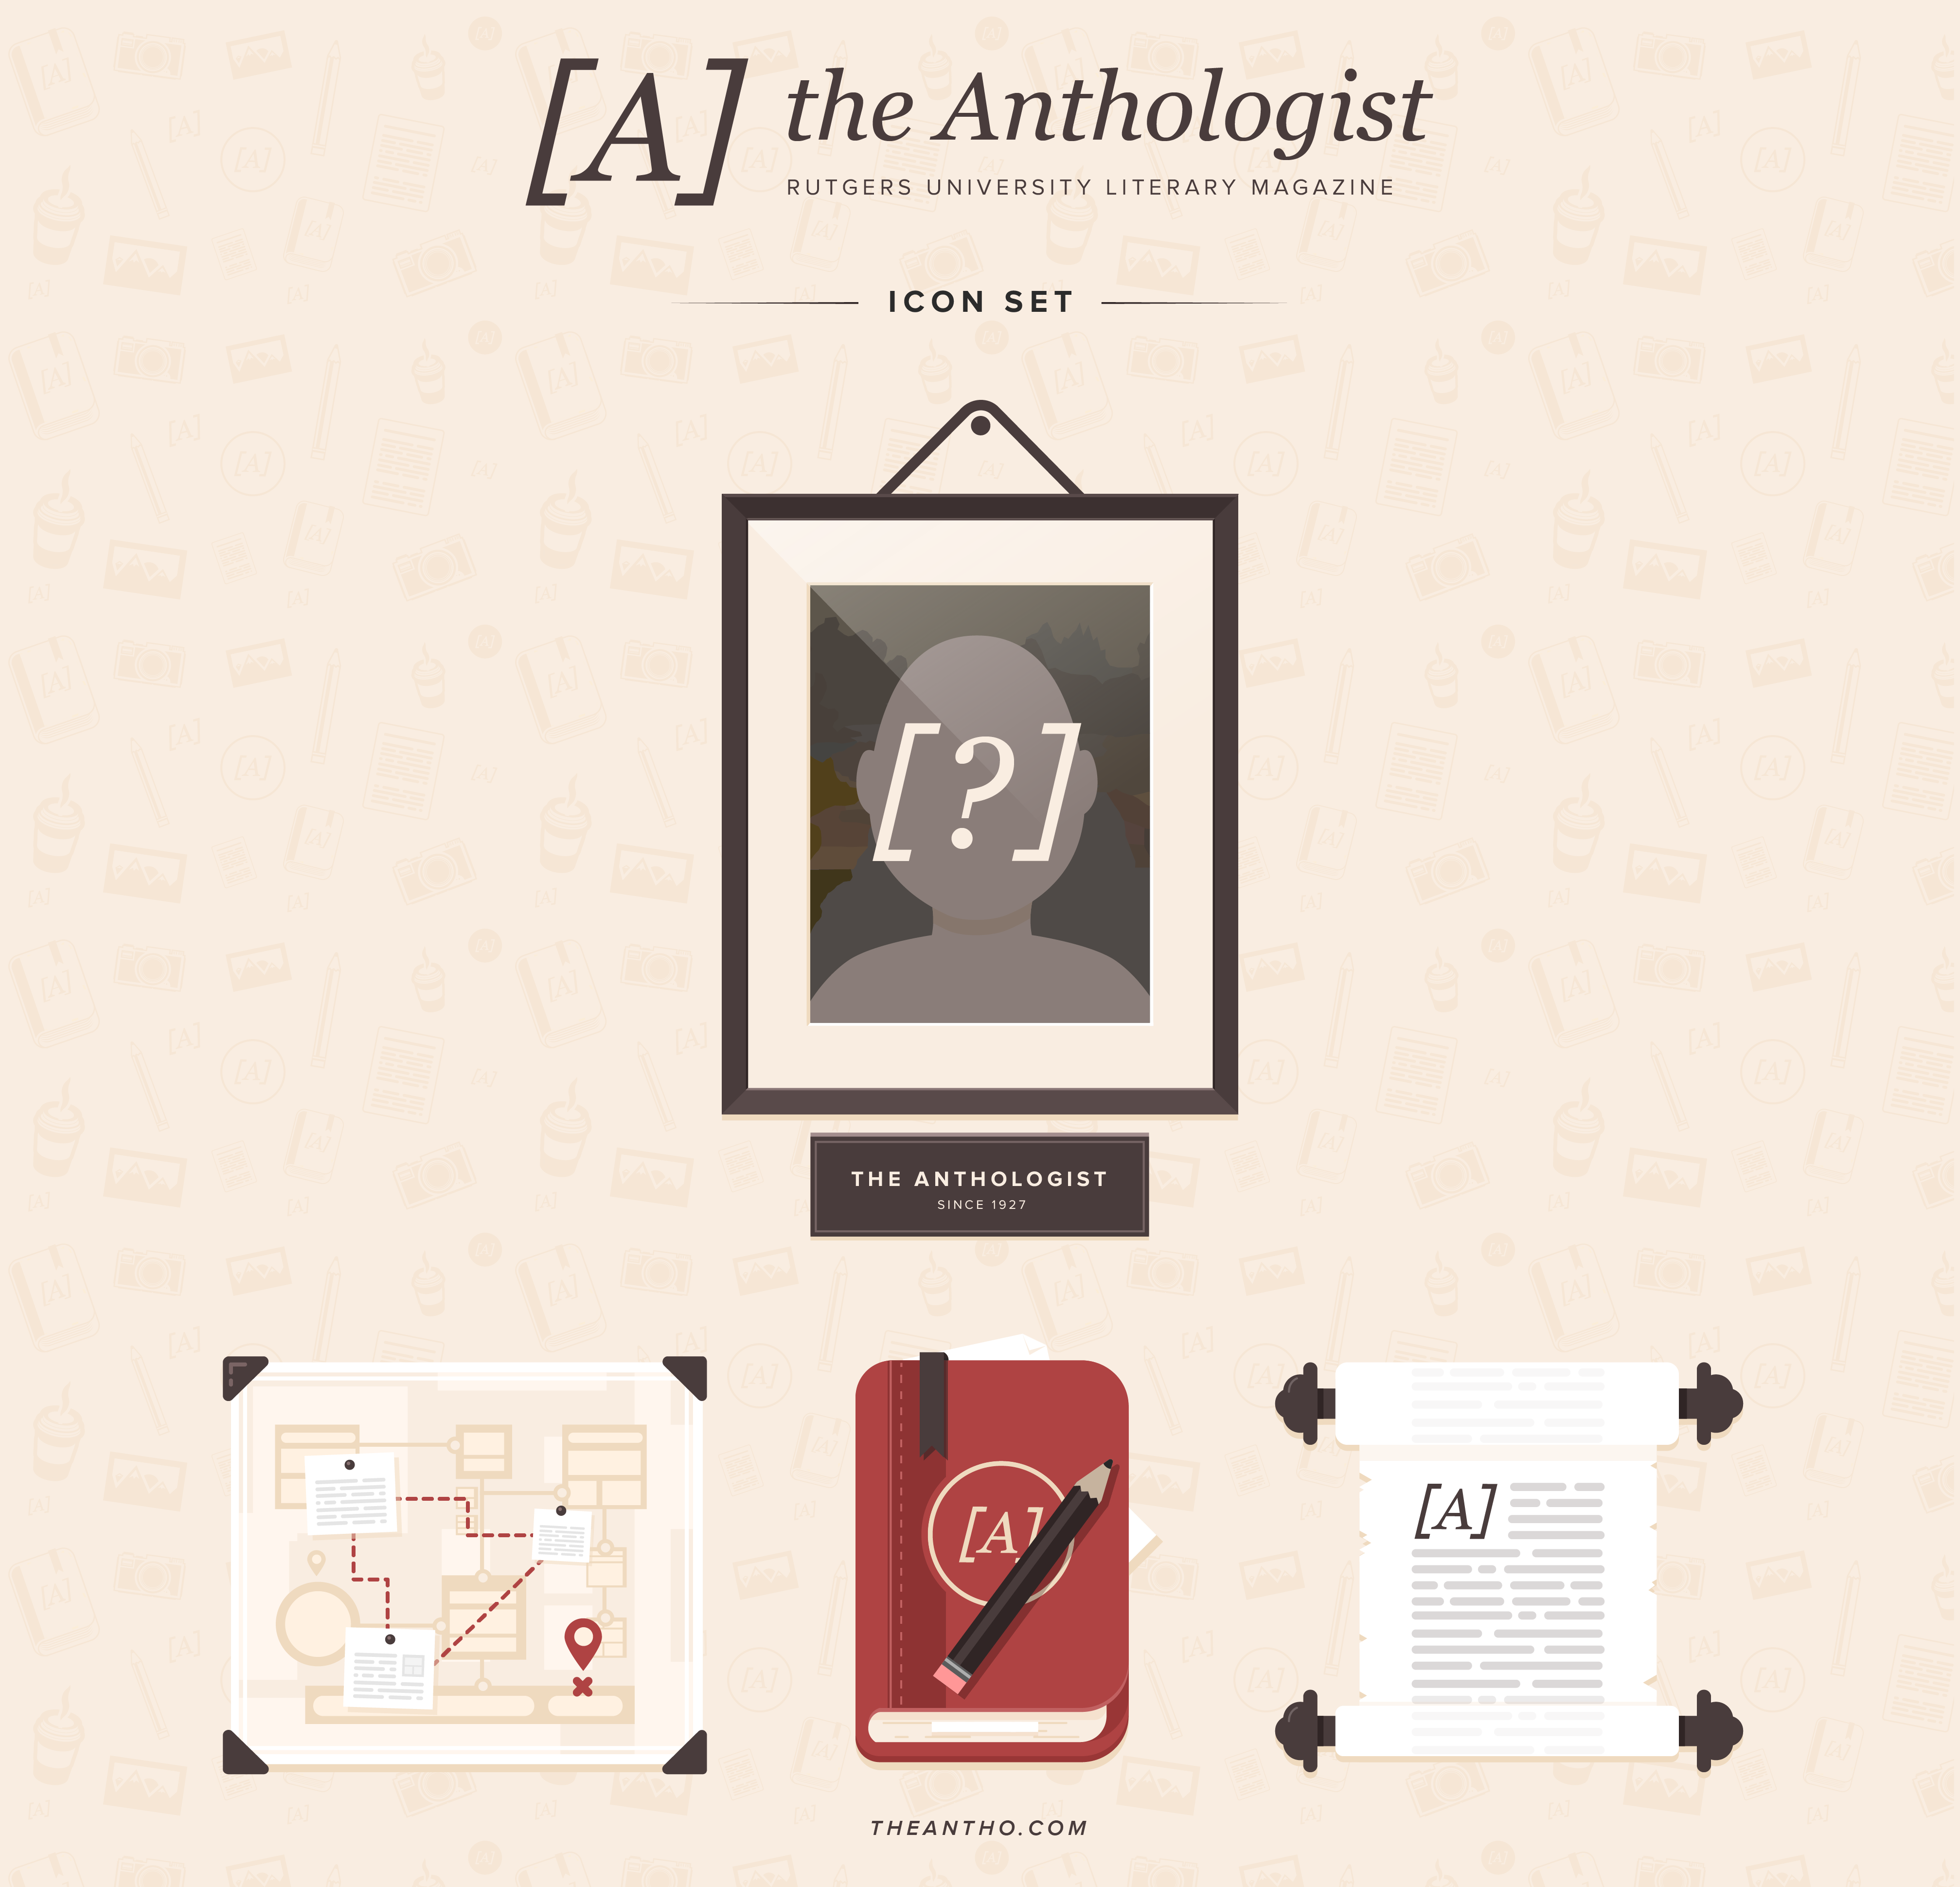 [A]
the Anthologist
RUTGERS UNIVERSITY LITERARY MAGAZINE
ICON SET
[?]
THE ANTHOLOGIST
SINCE 1927
[A]
[A]
THEANTHO.COM